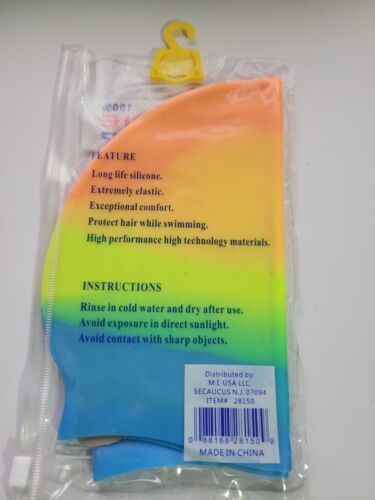 100%
FEATURE
Long life silicone.
Extremely elastic.
Exceptional comfort.
Protect hair while swimming.
High performance high technology materials.
INSTRUCTIONS
Rinse in cold water and dry after use.
Avoid exposure in direct sunlight.
Avoid contact with sharp objects.
Distributed by:
M.I. USA LLC.
SECAUCUS N.J. 07094
ITEM# 28150
0 88168 28150 9
MADE IN CHINA